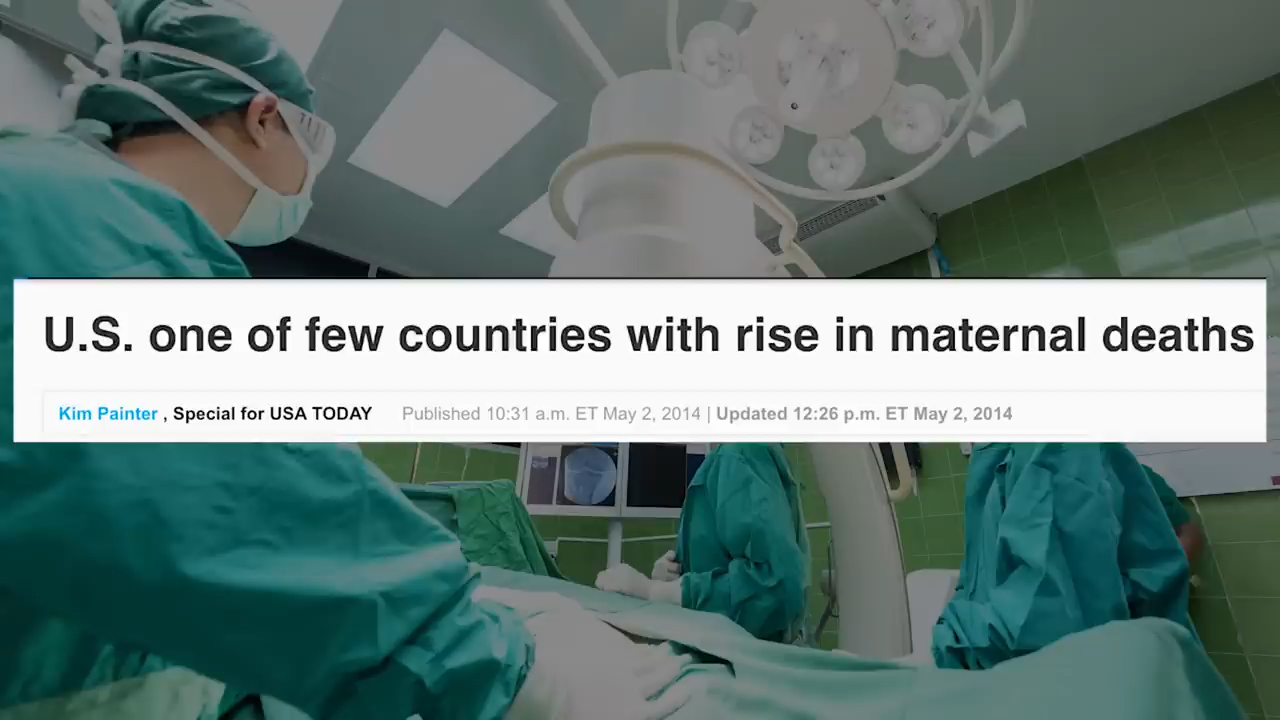 U.S. one of few countries with rise in maternal deaths
Kim Painter , Special for USA TODAY Published 10:31 a.m. ET May 2, 2014 | Updated 12:26 p.m. ET May 2, 2014